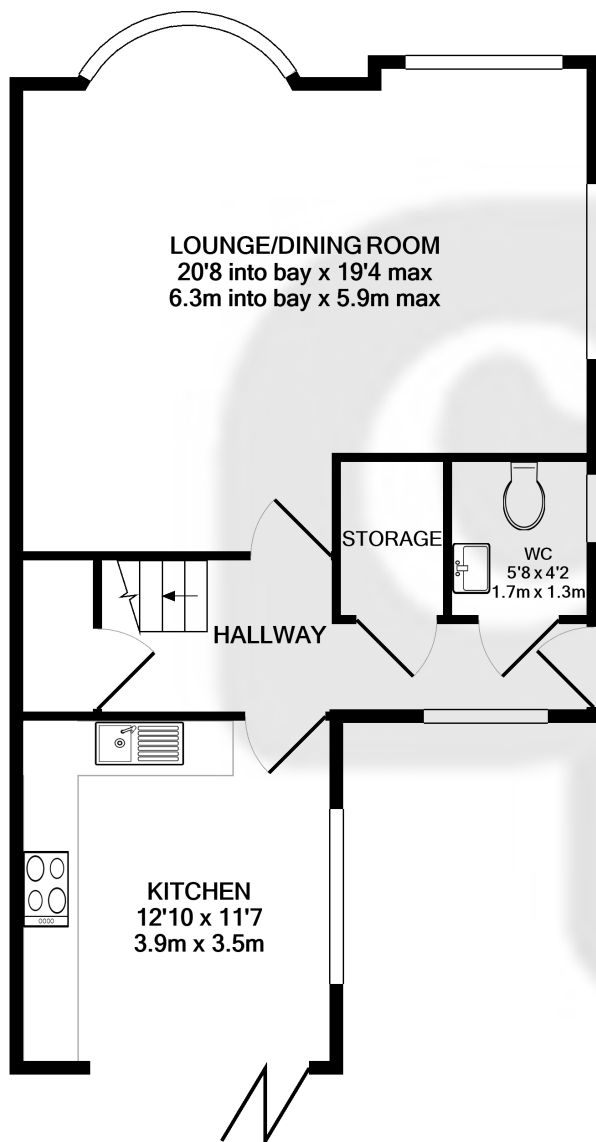 LOUNGE/DINING ROOM
20'8 into bay x 19'4 max
6.3m into bay x 5.9m max
STORAGE
WC
5'8 x 4'2
1.7m x 1.3m
HALLWAY
KITCHEN
12'10 x 11'7
3.9m x 3.5m